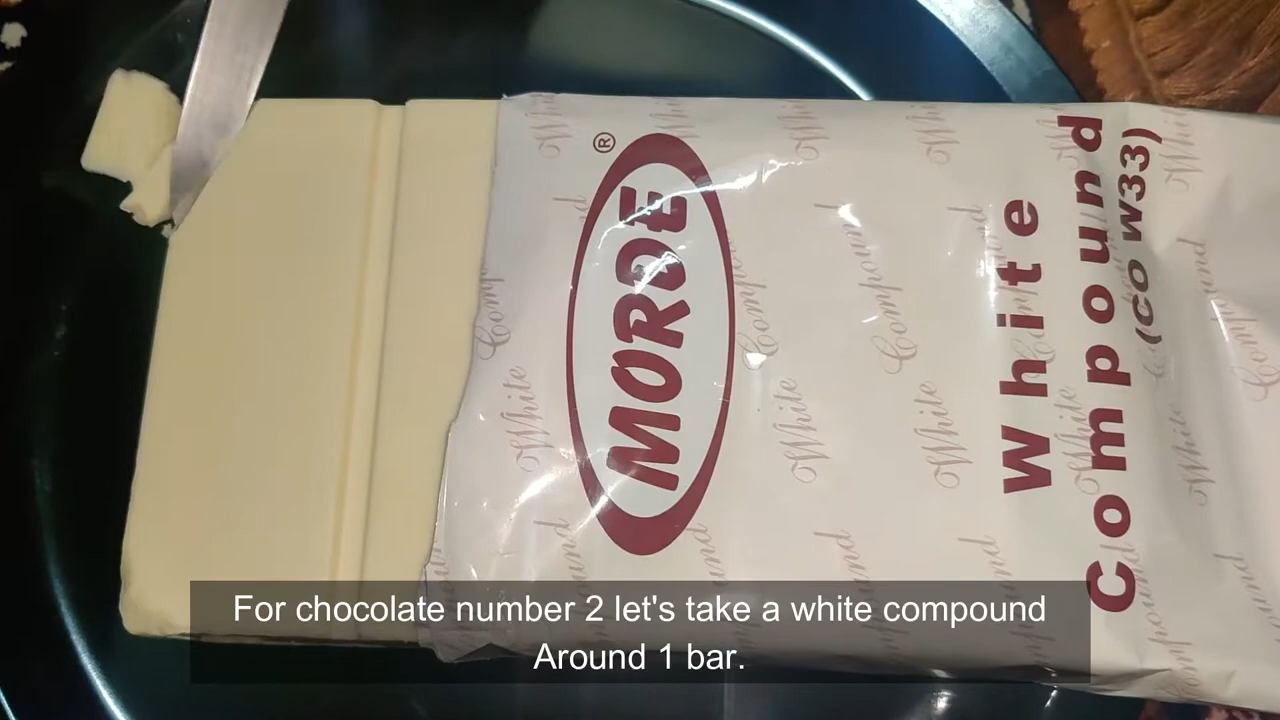 ®
MORDE
White
Compound
(CO W33)
For chocolate number 2 let's take a white compound
Around 1 bar.